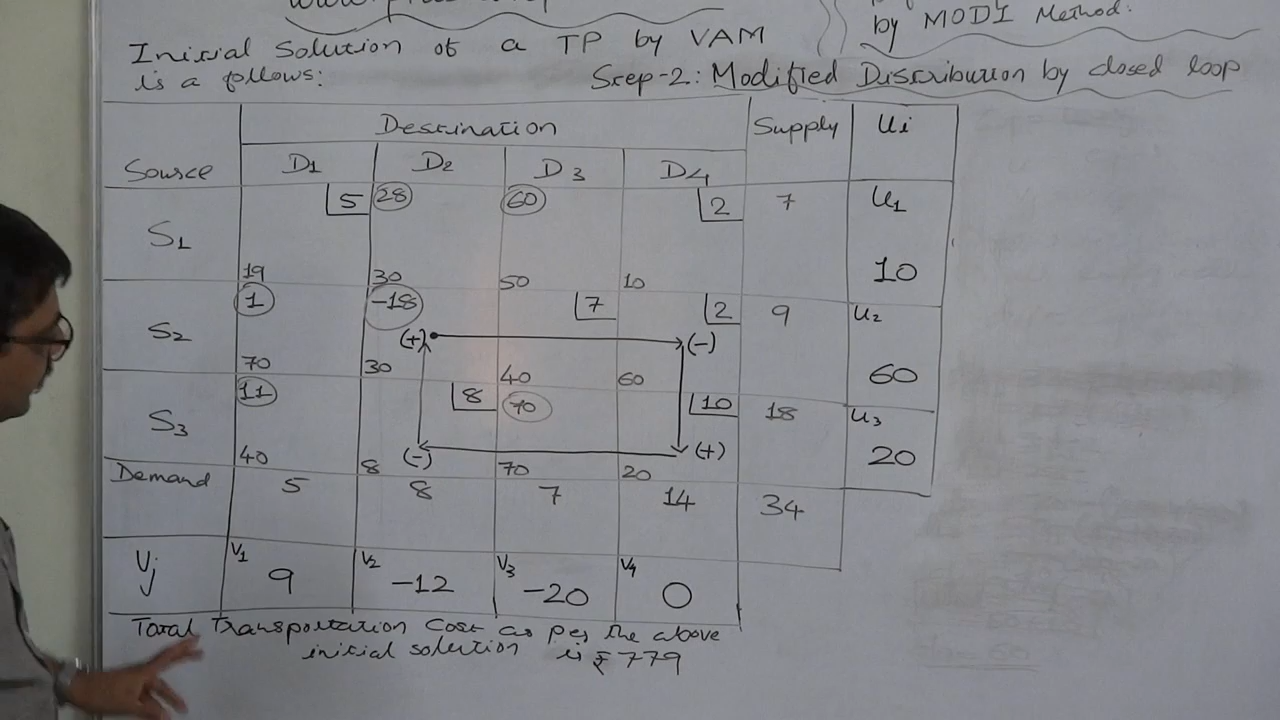 by MODI Method.
Initial Solution of a TP by VAM
is a follows:
Step-2: Modified Distribution by closed loop
Destination Supply Ui
Source D1 D2 D3 D4
S1 5 28 60 2 7 U1
19 30 50 10 10
S2 1 -18 7 2 9 U2
(+) (-)
70 30 40 60 60
S3 11 8 70 10 18 U3
(-) (+)
40 8 70 20 20
Demand 5 8 7 14 34
Vj V1 9 V2 -12 V3 -20 V4 0
Total Transportation Cost as per the above
initial solution is ₹ 779